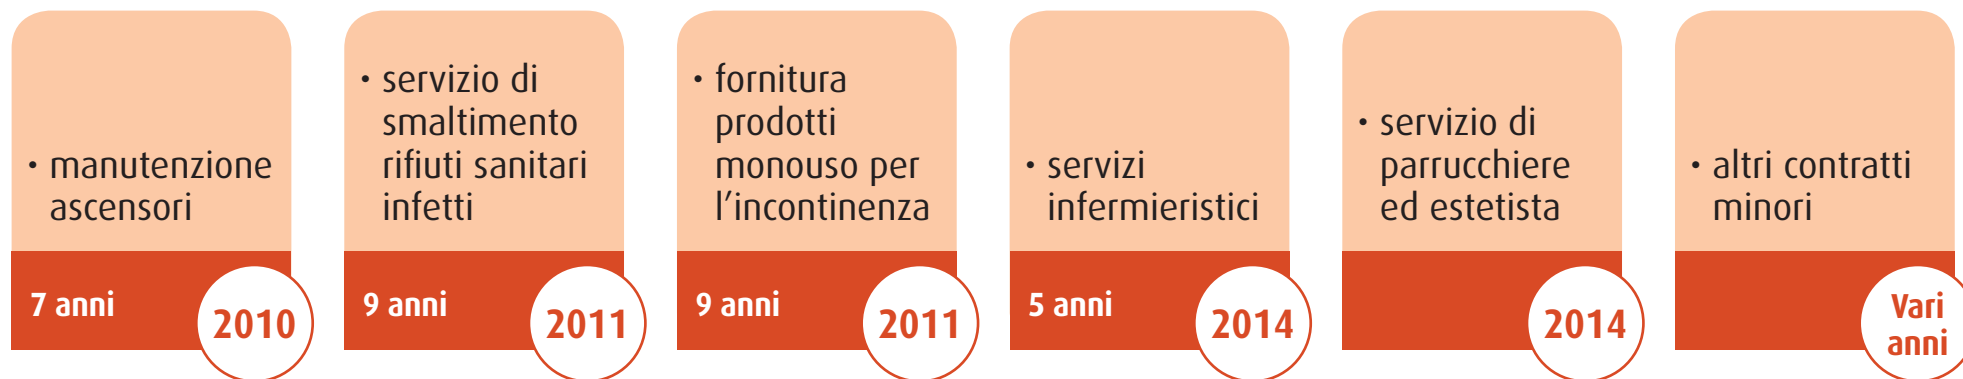 • manutenzione
ascensori
7 anni
2010
• servizio di
smaltimento
rifiuti sanitari
infetti
9 anni
2011
• fornitura
prodotti
monouso per
l'incontinenza
9 anni
2011
• servizi
infermieristici
5 anni
2014
• servizio di
parrucchiere
ed estetista
2014
• altri contratti
minori
Vari
anni